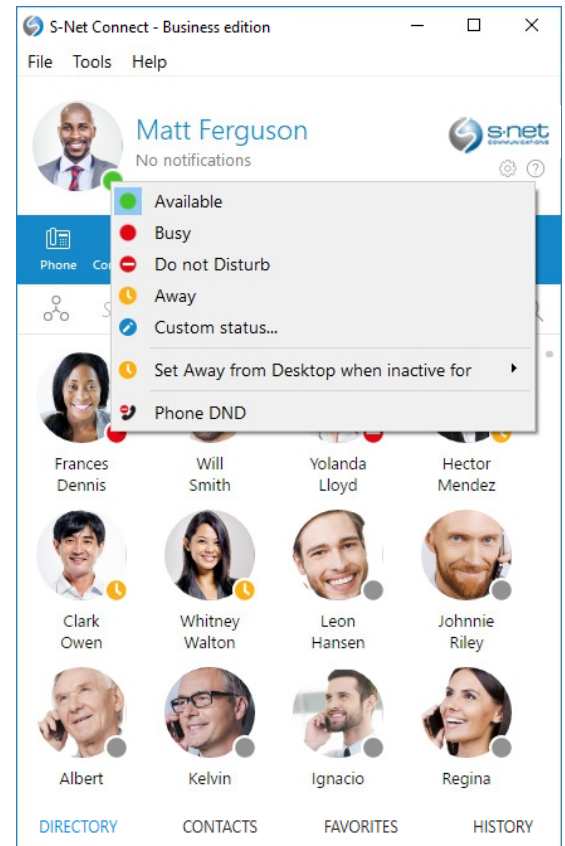 S-Net Connect - Business edition
File Tools Help
Matt Ferguson
No notifications
s·net
COMMUNICATIONS
Available
Busy
Do not Disturb
Away
Custom status...
Set Away from Desktop when inactive for
Phone DND
Phone Co
S
Frances
Dennis
Will
Smith
Yolanda
Lloyd
Hector
Mendez
Clark
Owen
Whitney
Walton
Leon
Hansen
Johnnie
Riley
Albert
Kelvin
Ignacio
Regina
DIRECTORY CONTACTS FAVORITES HISTORY